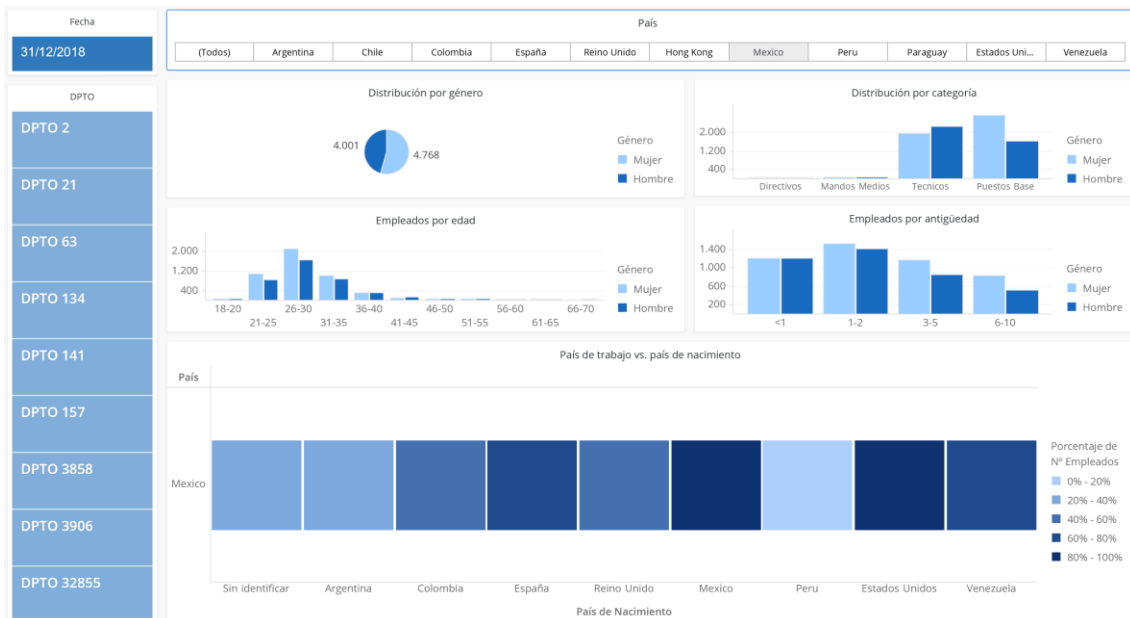 Fecha
31/12/2018
País
(Todos) Argentina Chile Colombia España Reino Unido Hong Kong Mexico Peru Paraguay Estados Uni... Venezuela
DPTO
DPTO 2
DPTO 21
DPTO 63
DPTO 134
DPTO 141
DPTO 157
DPTO 3858
DPTO 3906
DPTO 32855
Distribución por género
4.001
4.768
Género
Mujer
Hombre
Distribución por categoría
2.000
1.200
400
Directivos Mandos Medios Tecnicos Puestos Base
Género
Mujer
Hombre
Empleados por edad
2.000
1.200
400
18-20 26-30 36-40 46-50 56-60 66-70
21-25 31-35 41-45 51-55 61-65
Género
Mujer
Hombre
Empleados por antigüedad
1.400
1.000
600
200
<1 1-2 3-5 6-10
Género
Mujer
Hombre
País de trabajo vs. país de nacimiento
País
Mexico
Sin identificar Argentina Colombia España Reino Unido Mexico Peru Estados Unidos Venezuela
País de Nacimiento
Porcentaje de
Nº Empleados
0% - 20%
20% - 40%
40% - 60%
60% - 80%
80% - 100%